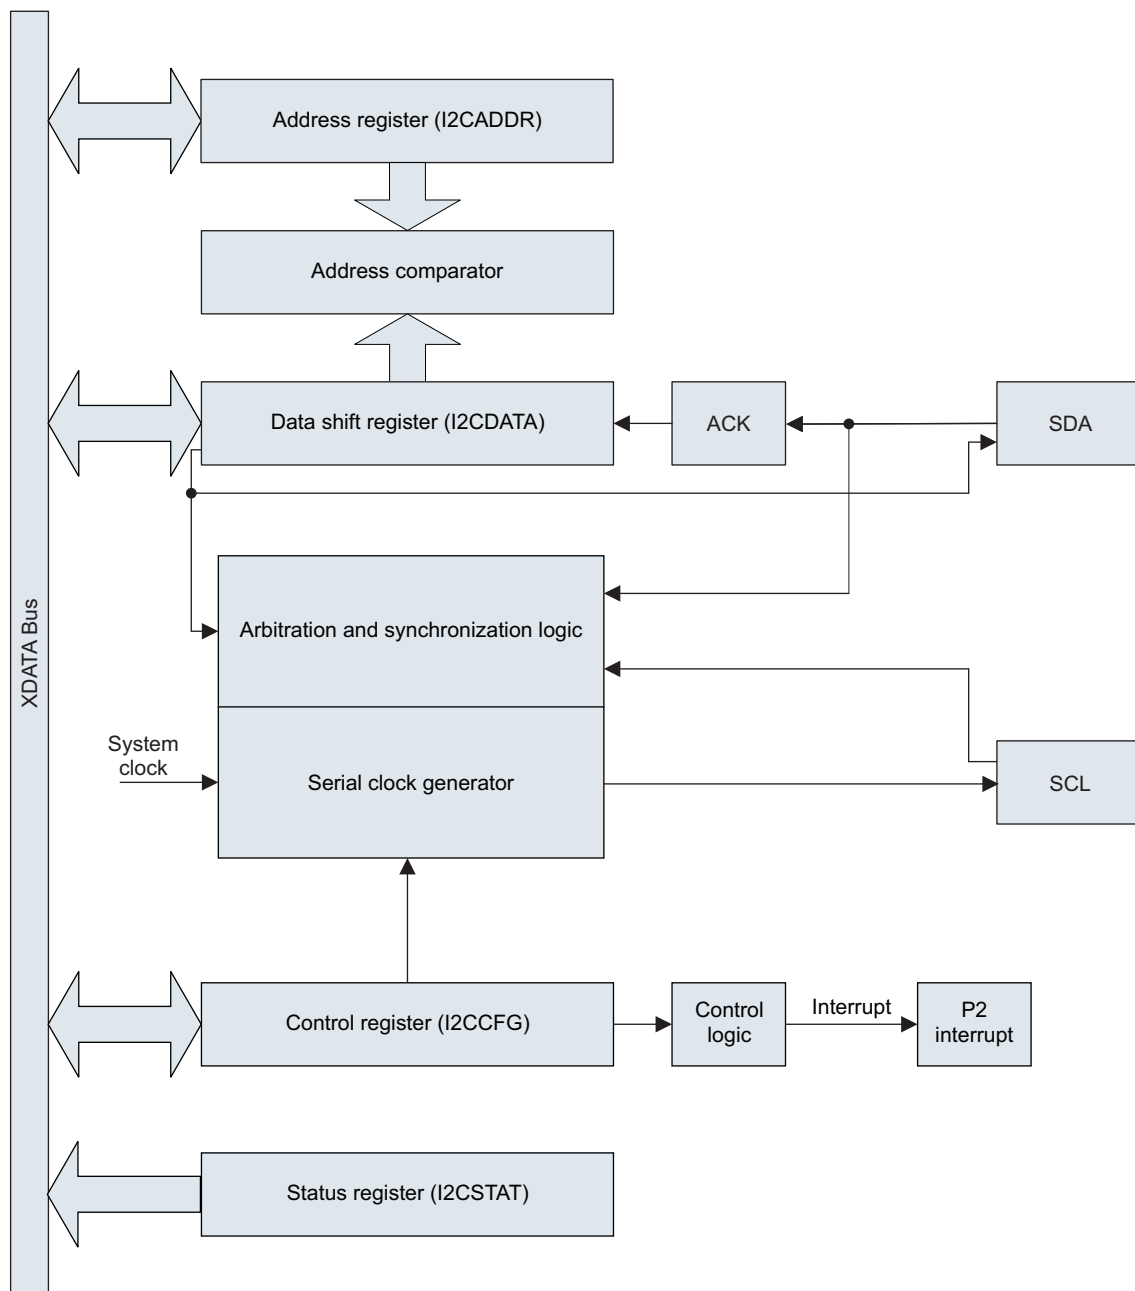 Address register (I2CADDR)
Address comparator
Data shift register (I2CDATA)
ACK
SDA
XDATA Bus
Arbitration and synchronization logic
System
clock
Serial clock generator
SCL
Control register (I2CCFG)
Control
logic
Interrupt
P2
interrupt
Status register (I2CSTAT)